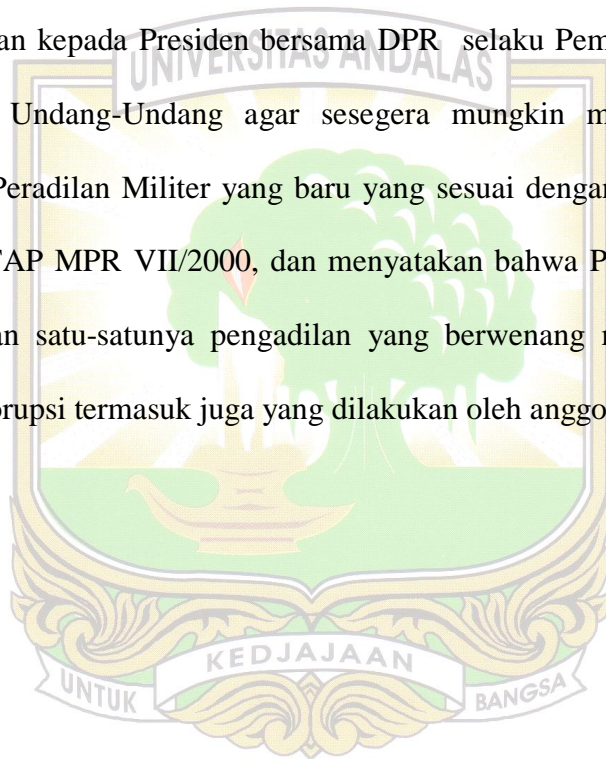 an kepada Presiden bersama DPR selaku Pem
UNIVERSITAS ANDALAS
Undang-Undang agar sesegera mungkin m
Peradilan Militer yang baru yang sesuai dengan
TAP MPR VII/2000, dan menyatakan bahwa P
an satu-satunya pengadilan yang berwenang
orupsi termasuk juga yang dilakukan oleh anggo
UNTUK KEDJAJAAN BANGSA